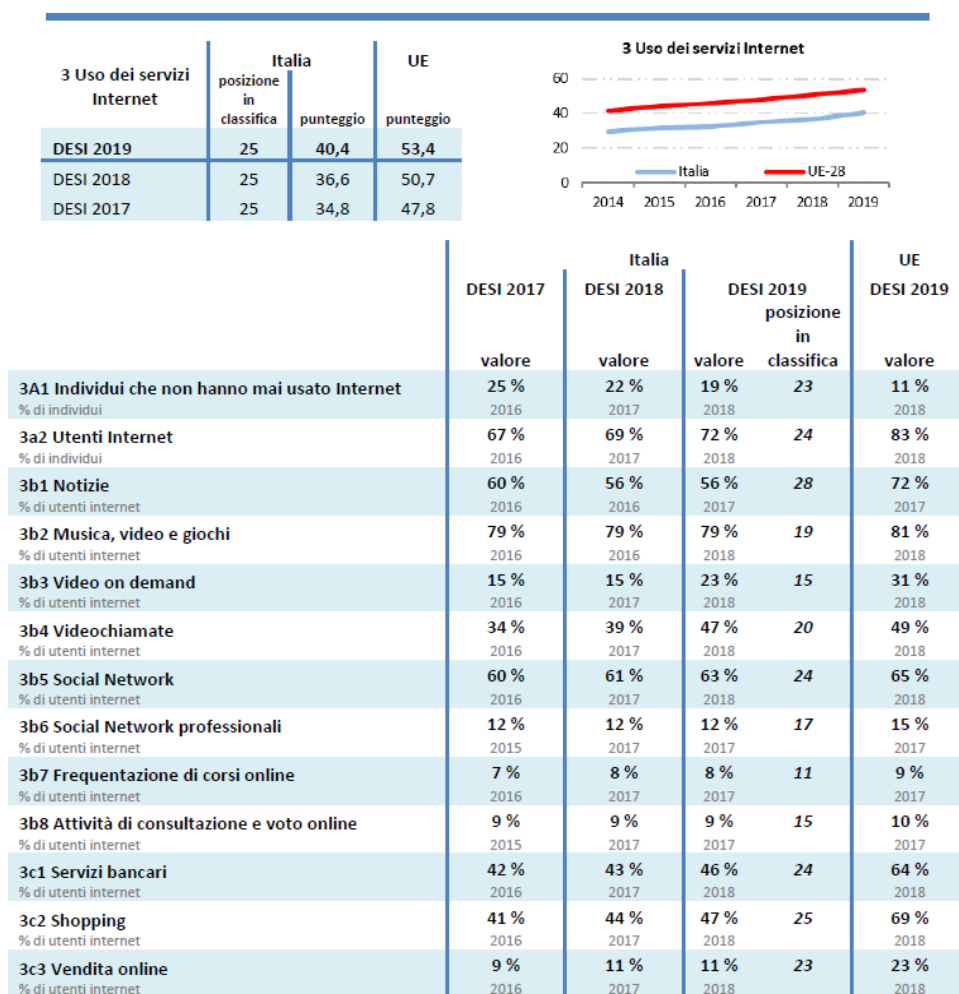 3 Uso dei servizi Internet
Italia
UE
posizione in classifica
punteggio
punteggio
DESI 2019 25 40,4 53,4
DESI 2018 25 36,6 50,7
DESI 2017 25 34,8 47,8
3 Uso dei servizi Internet
60
40
20
0
Italia
UE-28
2014 2015 2016 2017 2018 2019
Italia UE
DESI 2017 DESI 2018 DESI 2019 DESI 2019
posizione
in
valore valore valore classifica valore
3A1 Individui che non hanno mai usato Internet 25 % 22 % 19 % 23 11 %
% di individui 2016 2017 2018 2018
3a2 Utenti Internet 67 % 69 % 72 % 24 83 %
% di individui 2016 2017 2018 2018
3b1 Notizie 60 % 56 % 56 % 28 72 %
% di utenti internet 2016 2016 2017 2017
3b2 Musica, video e giochi 79 % 79 % 79 % 19 81 %
% di utenti internet 2016 2016 2018 2018
3b3 Video on demand 15 % 15 % 23 % 15 31 %
% di utenti internet 2016 2017 2018 2018
3b4 Videochiamate 34 % 39 % 47 % 20 49 %
% di utenti internet 2016 2017 2018 2018
3b5 Social Network 60 % 61 % 63 % 24 65 %
% di utenti internet 2016 2017 2018 2018
3b6 Social Network professionali 12 % 12 % 12 % 17 15 %
% di utenti internet 2015 2017 2017 2017
3b7 Frequentazione di corsi online 7 % 8 % 8 % 11 9 %
% di utenti internet 2016 2017 2017 2017
3b8 Attività di consultazione e voto online 9 % 9 % 9 % 15 10 %
% di utenti internet 2015 2017 2017 2017
3c1 Servizi bancari 42 % 43 % 46 % 24 64 %
% di utenti internet 2016 2017 2018 2018
3c2 Shopping 41 % 44 % 47 % 25 69 %
% di utenti internet 2016 2017 2018 2018
3c3 Vendita online 9 % 11 % 11 % 23 23 %
% di utenti internet 2016 2017 2018 2018